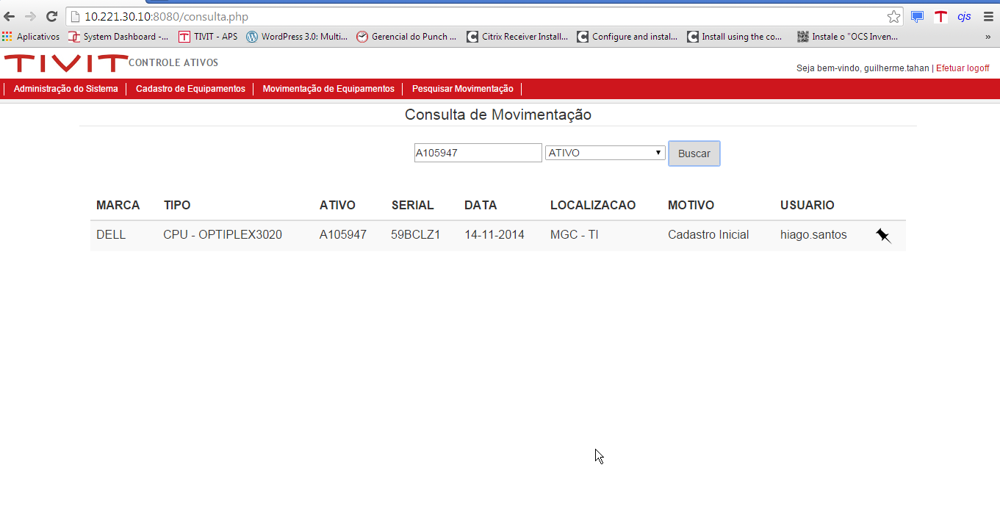 10.221.30.10:8080/consulta.php
cjs
Aplicativos System Dashboard -... TIVIT - APS WordPress 3.0: Multi... Gerencial do Punch ... Citrix Receiver Install... Configure and instal... Install using the co... Instale o "OCS Inven... »
TIVIT CONTROLE ATIVOS
Seja bem-vindo, guilherme.tahan | Efetuar logoff
Administração do Sistema Cadastro de Equipamentos Movimentação de Equipamentos Pesquisar Movimentação
Consulta de Movimentação
A105947 ATIVO Buscar
MARCA TIPO ATIVO SERIAL DATA LOCALIZACAO MOTIVO USUARIO
DELL CPU - OPTIPLEX3020 A105947 59BCLZ1 14-11-2014 MGC - TI Cadastro Inicial hiago.santos